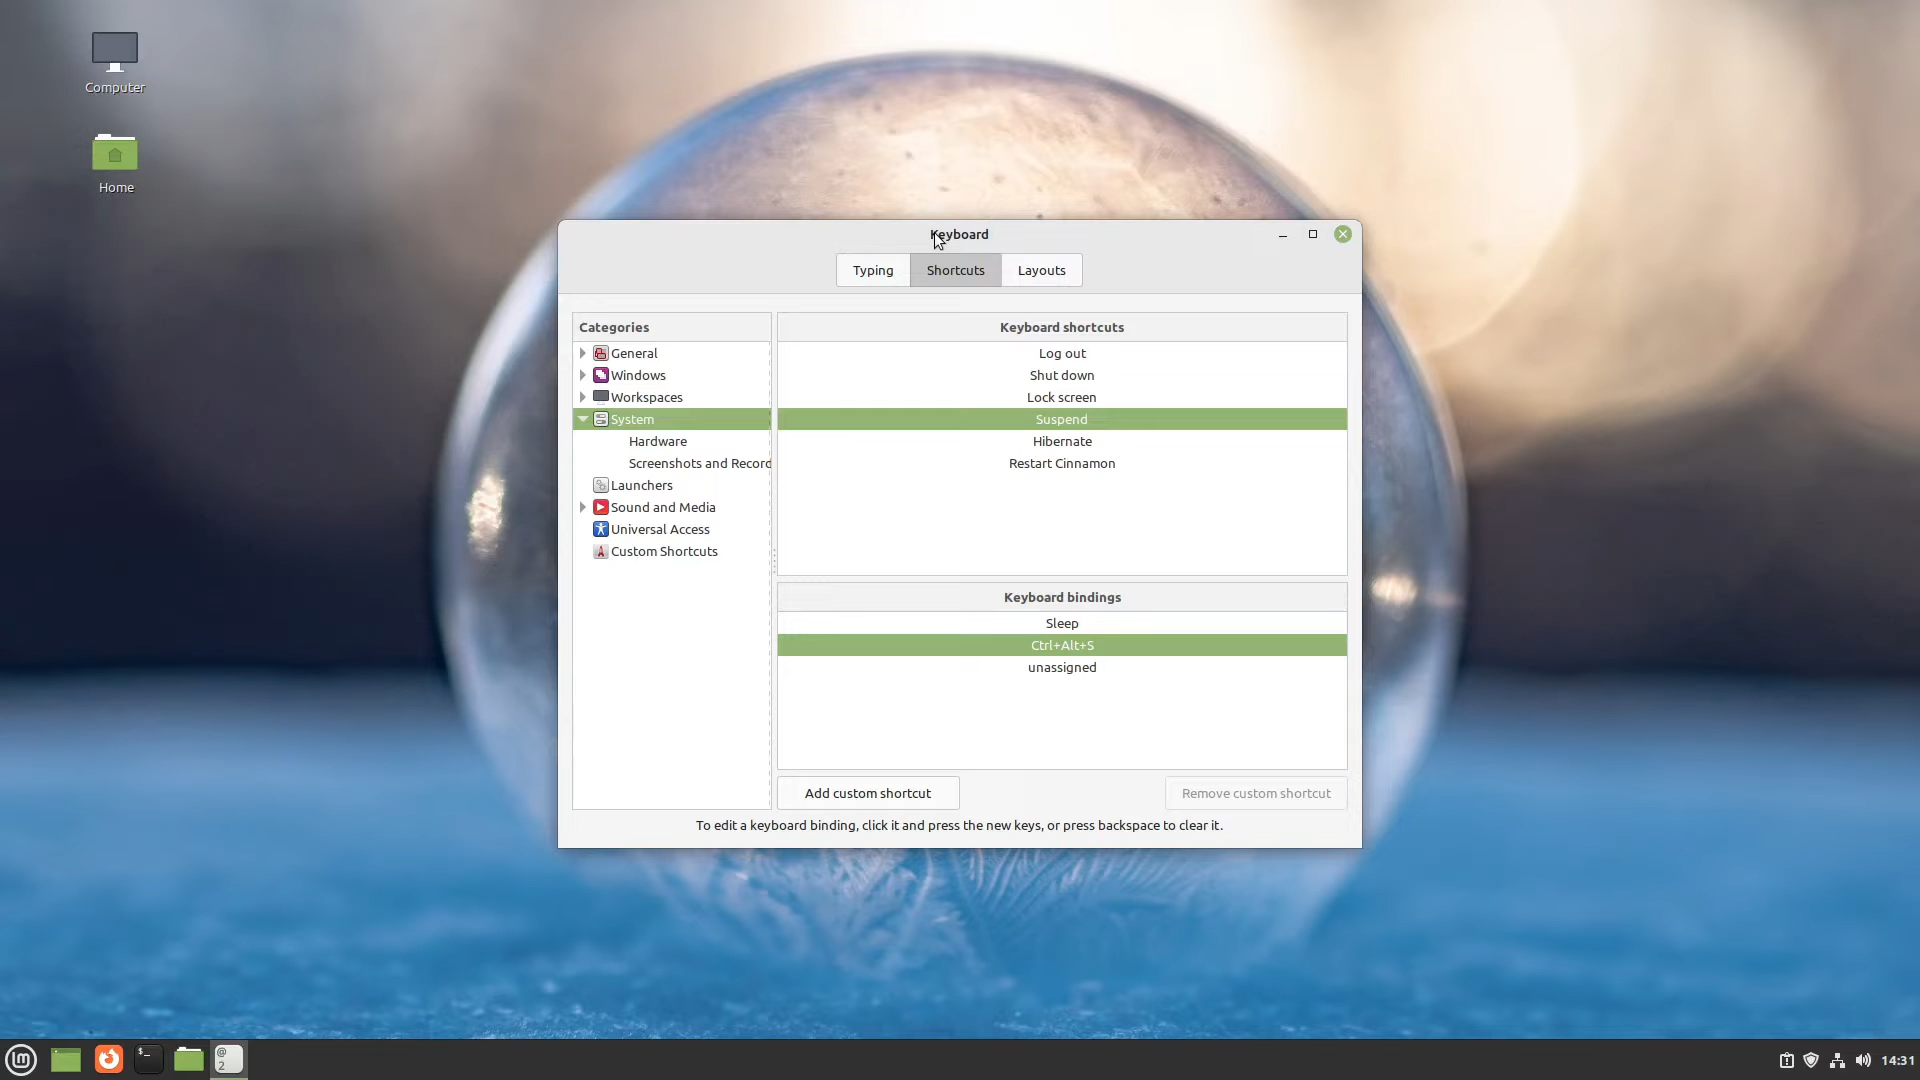 Computer
Home
Keyboard
Typing
Shortcuts
Layouts
Categories
General
Windows
Workspaces
System
Hardware
Screenshots and Record
Launchers
Sound and Media
Universal Access
Custom Shortcuts
Keyboard shortcuts
Log out
Shut down
Lock screen
Suspend
Hibernate
Restart Cinnamon
Keyboard bindings
Sleep
Ctrl+Alt+S
unassigned
Add custom shortcut
Remove custom shortcut
To edit a keyboard binding, click it and press the new keys, or press backspace to clear it.
lm
$_
@
2
14:31